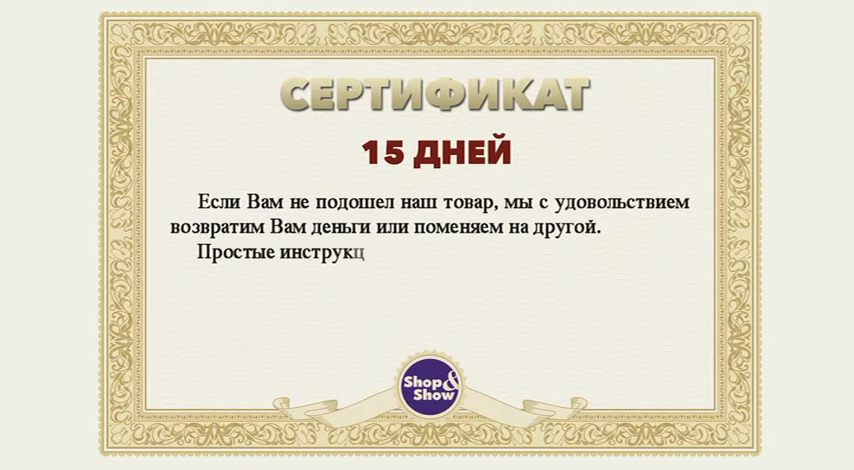 СЕРТИФИКАТ
15 ДНЕЙ
Если Вам не подошел наш товар, мы с удовольствием
возвратим Вам деньги или поменяем на другой.
Простые инструкц
Shop&
Show